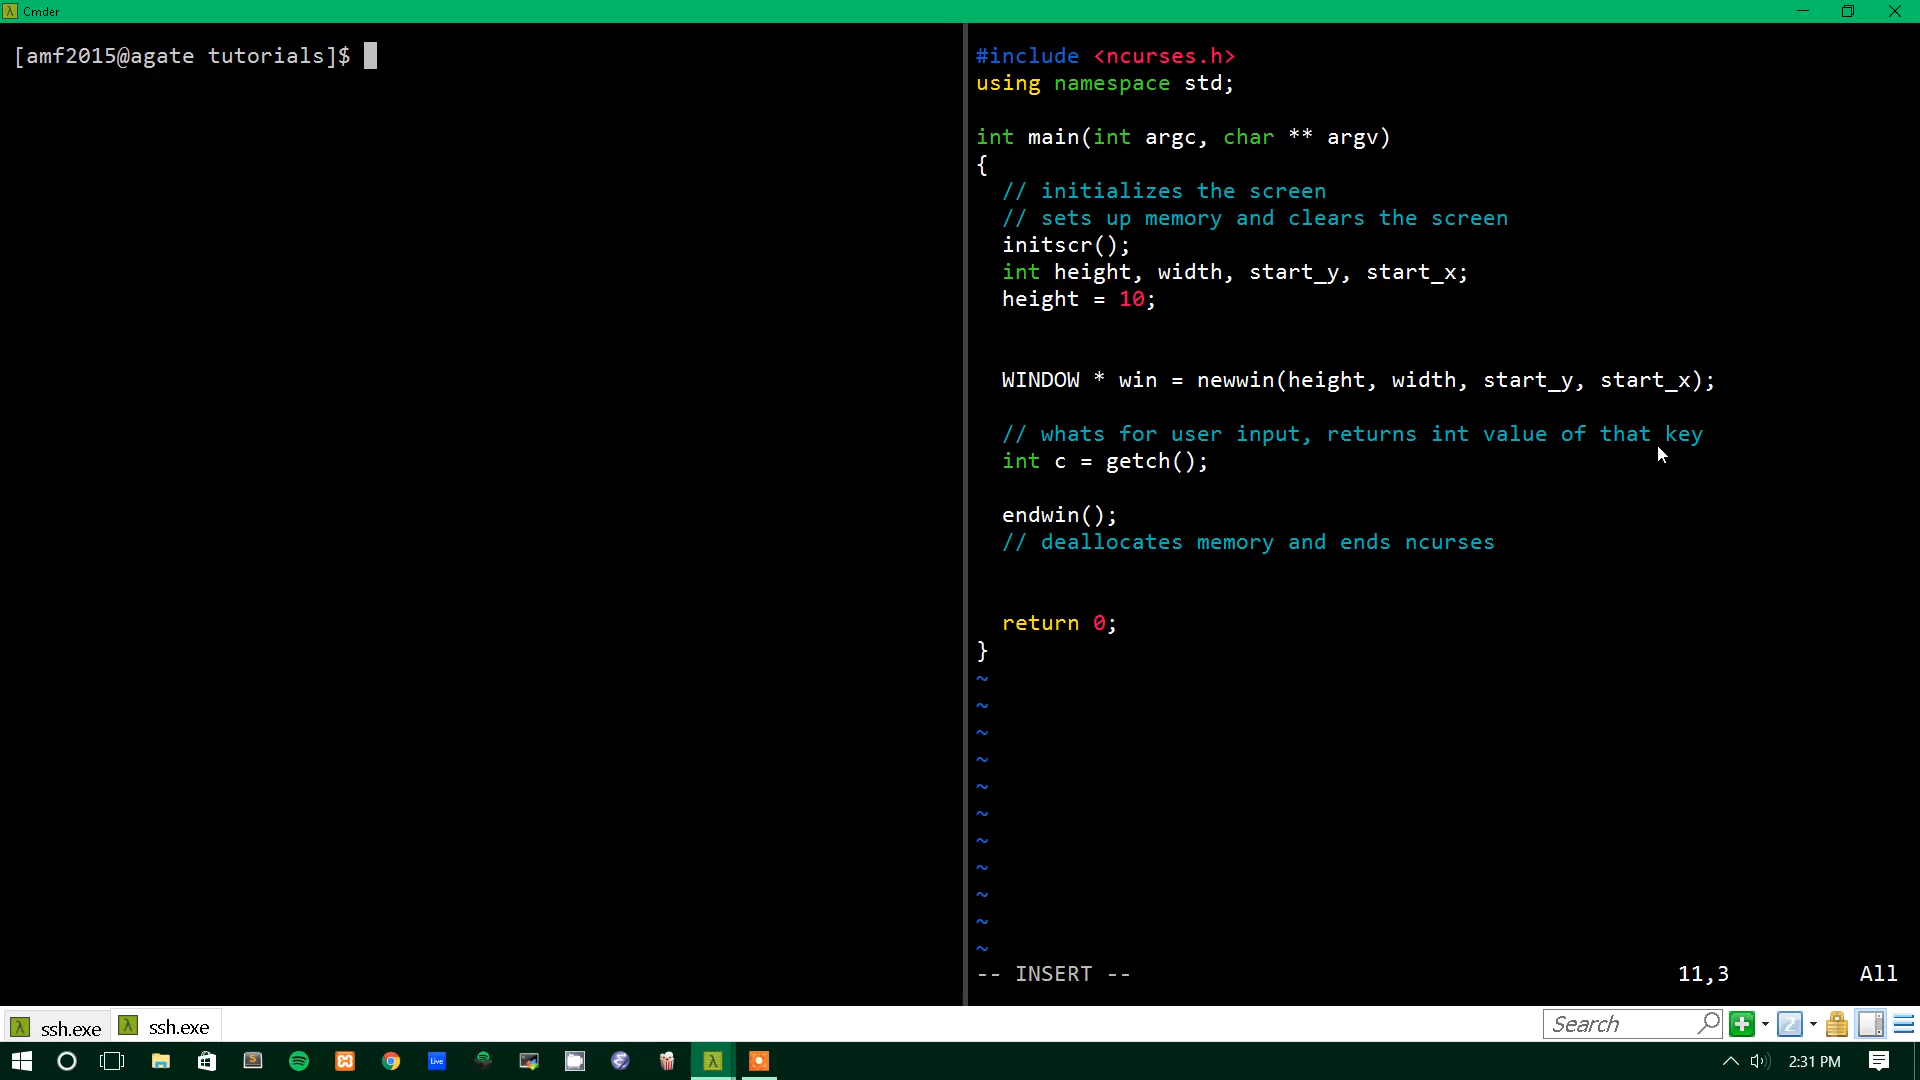 Cmder
[amf2015@agate tutorials]$
#include <ncurses.h>
using namespace std;
int main(int argc, char ** argv)
{
// initializes the screen
// sets up memory and clears the screen
initscr();
int height, width, start_y, start_x;
height = 10;
WINDOW * win = newwin(height, width, start_y, start_x);
// whats for user input, returns int value of that key
int c = getch();
endwin();
// deallocates memory and ends ncurses
return 0;
}
~
~
~
~
~
~
~
~
~
~
~
-- INSERT -- 11,3 All
ssh.exe ssh.exe Search
Live 2:31 PM